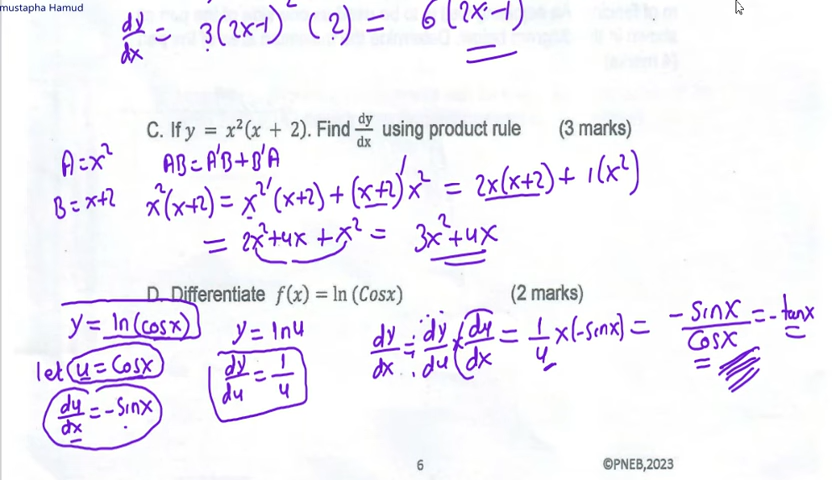 mustapha Hamud
dy/dx = 3(2x-1)² (2) = 6(2x-1)
C. If y = x²(x + 2). Find dy/dx using product rule (3 marks)
A=x² AB=A'B+B'A
B=x+2 x²(x+2) = x²'(x+2)+(x+2)'x² = 2x(x+2)+1(x²)
= 2x²+4x+x² = 3x²+4x
D. Differentiate f(x) = ln (Cosx) (2 marks)
y=ln(cosx) y=lnu dy/dx = dy/du × dy/dx = 1/u x(-sinx) = -sinx/cosx = -tanx
let u=Cosx dy/du = 1/u
dy/dx = -sinx
6 ©PNEB,2023